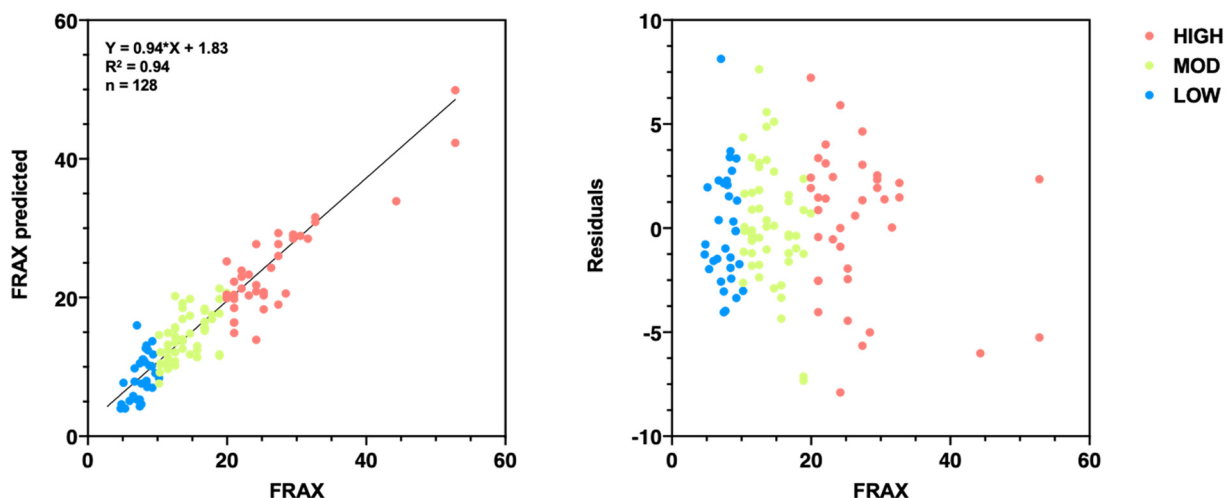 60
40
20
0
0
20
40
60
FRAX predicted
FRAX
Y = 0.94*X + 1.83
R² = 0.94
n = 128
10
5
0
-5
-10
0
20
40
60
Residuals
FRAX
HIGH
MOD
LOW